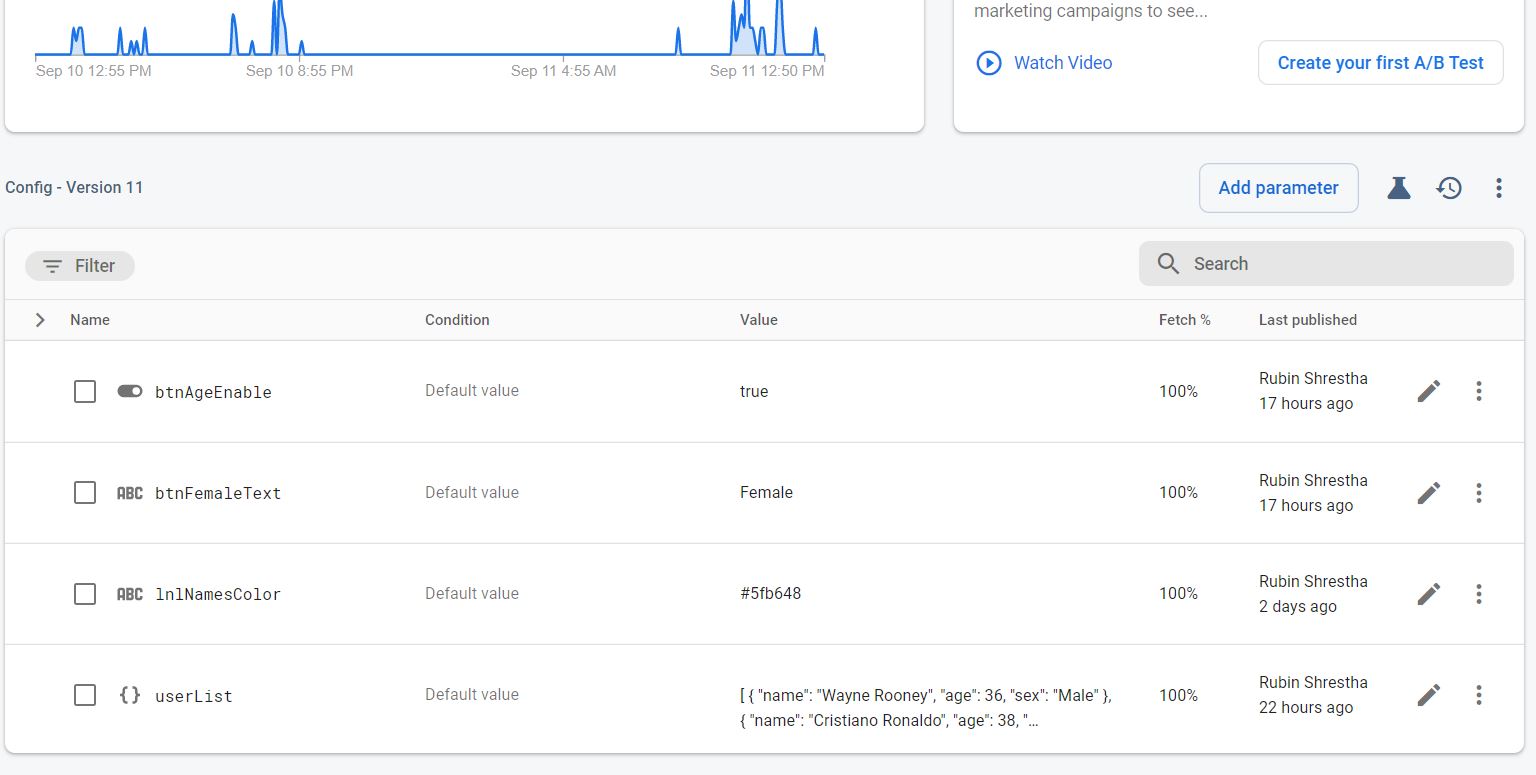 marketing campaigns to see...
Sep 10 12:55 PM Sep 10 8:55 PM Sep 11 4:55 AM Sep 11 12:50 PM
Watch Video Create your first A/B Test
Config - Version 11 Add parameter
Filter Search
Name Condition Value Fetch % Last published
btnAgeEnable Default value true 100% Rubin Shrestha
17 hours ago
ABC btnFemaleText Default value Female 100% Rubin Shrestha
17 hours ago
ABC lnlNamesColor Default value #5fb648 100% Rubin Shrestha
2 days ago
{} userList Default value [ { "name": "Wayne Rooney", "age": 36, "sex": "Male" }, 100% Rubin Shrestha
{ "name": "Cristiano Ronaldo", "age": 38, "... 22 hours ago